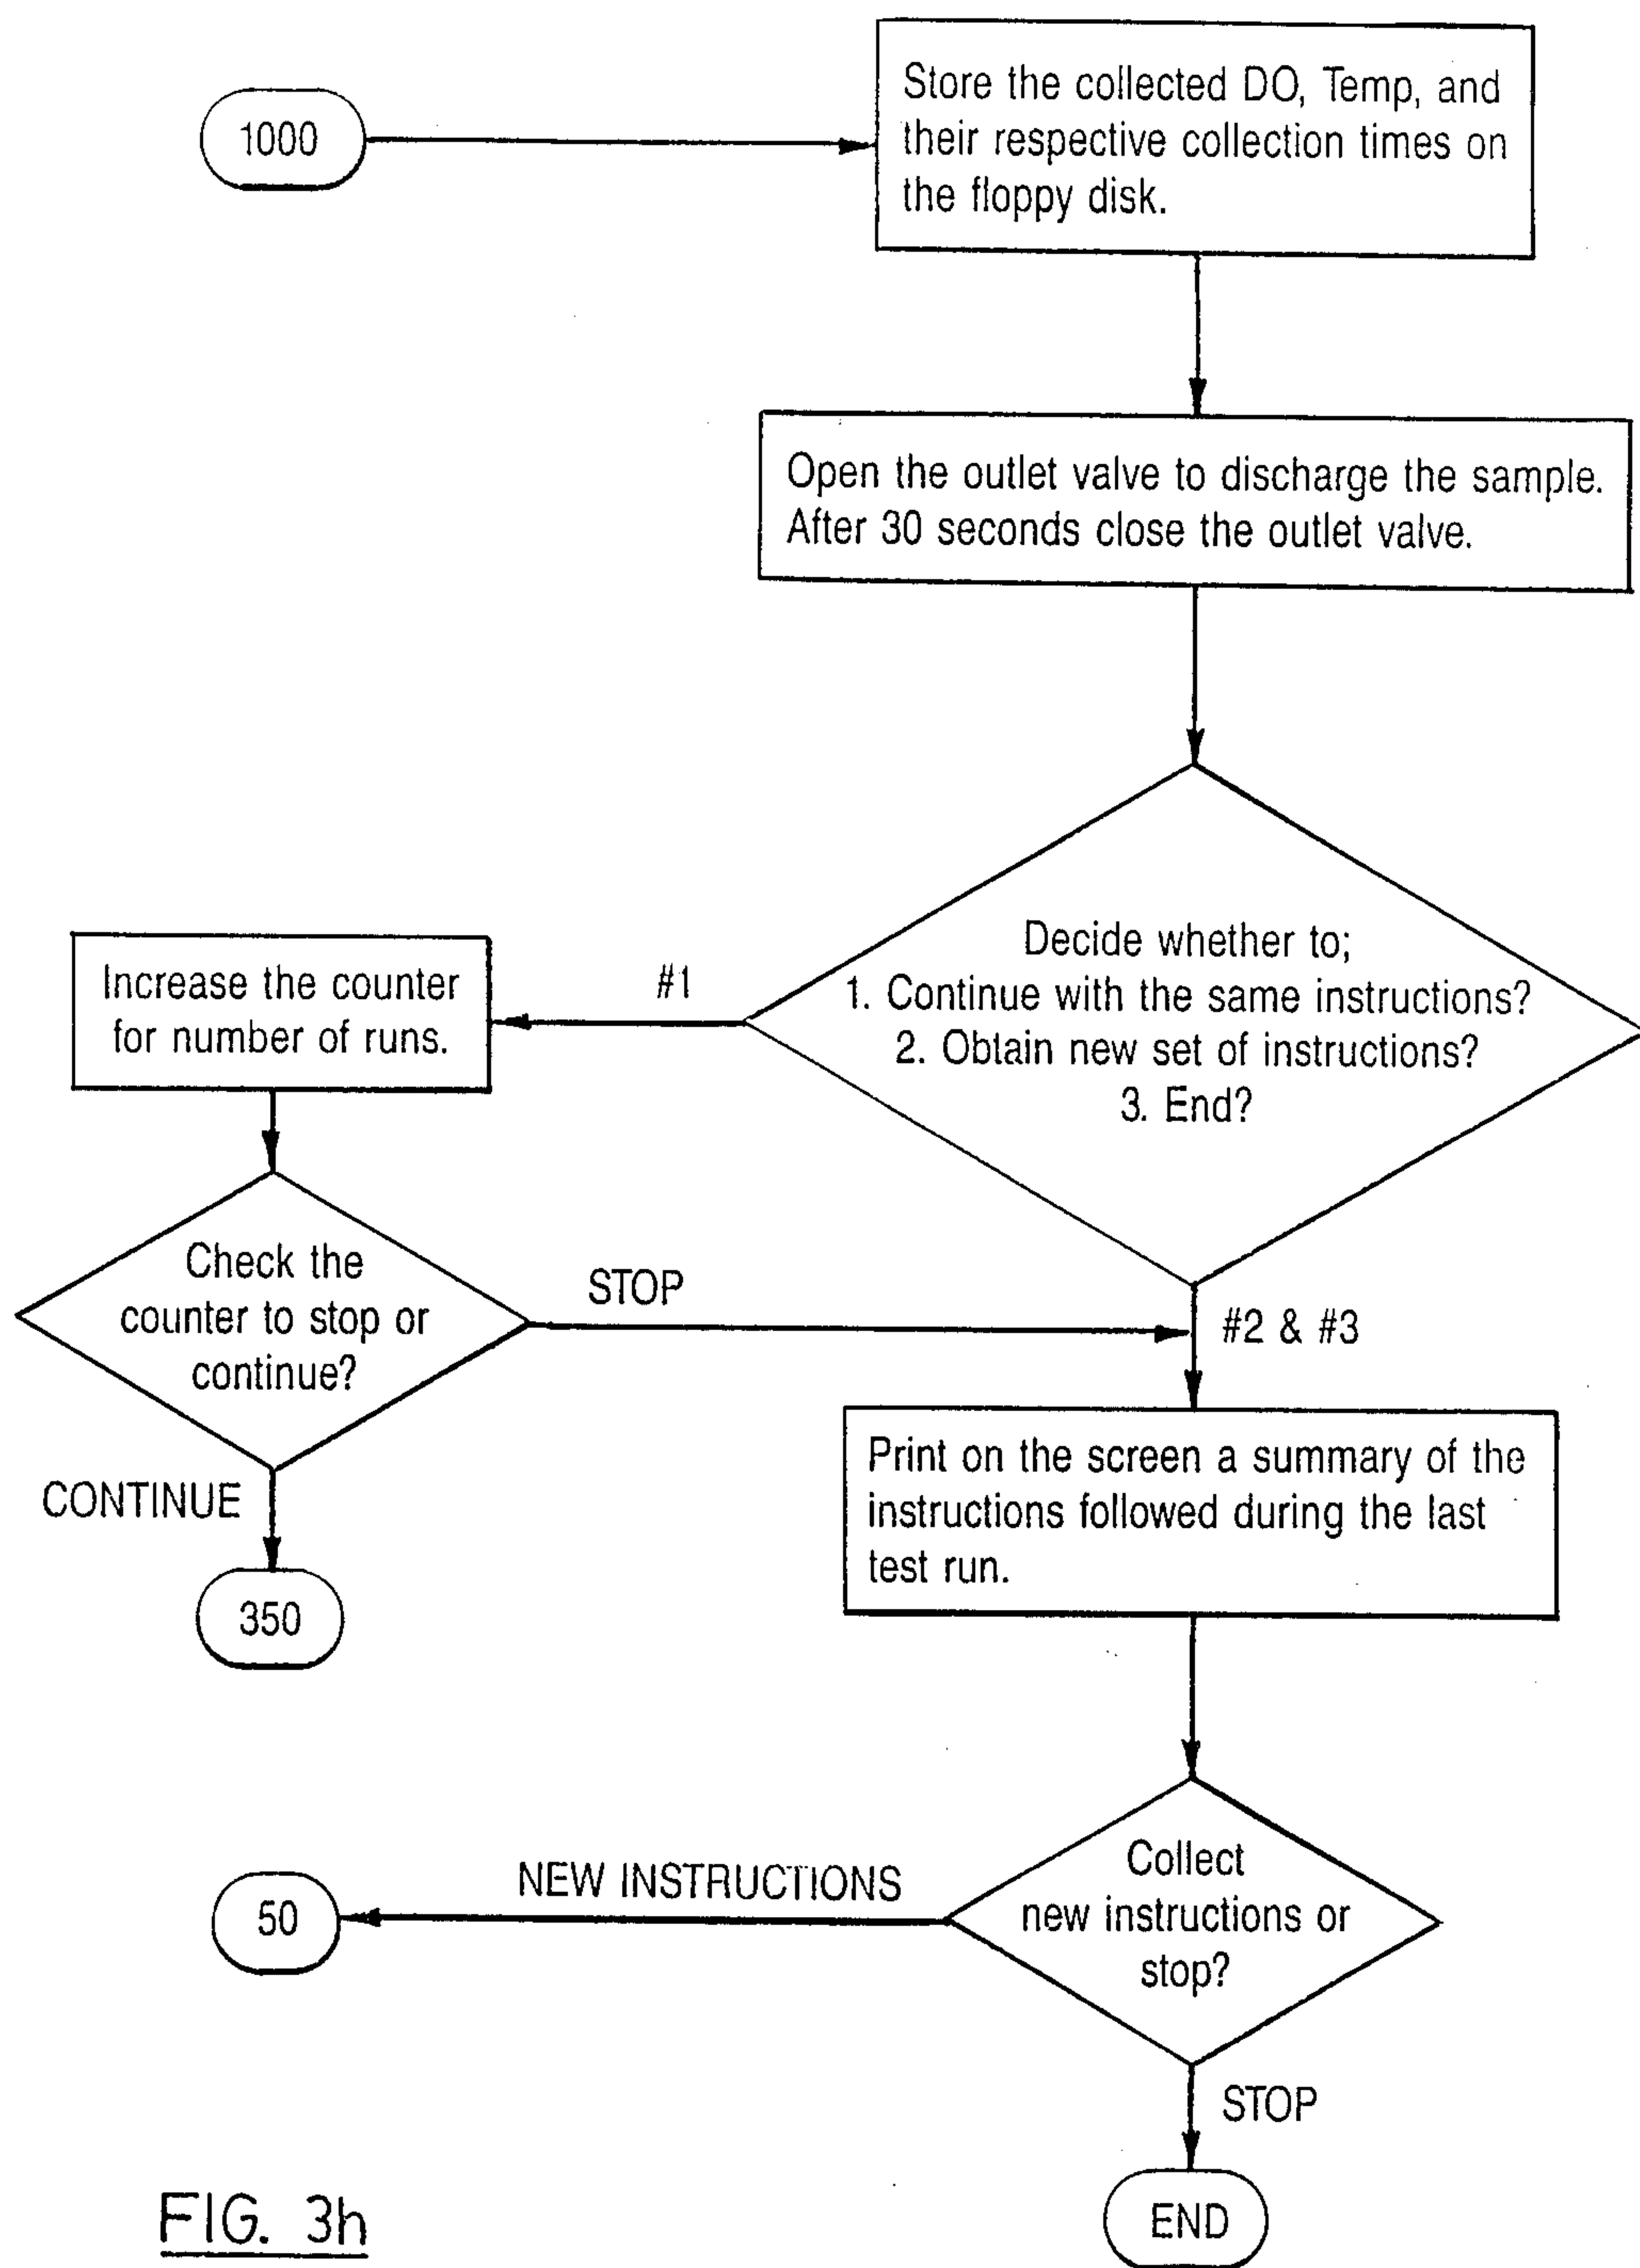 1000
Store the collected DO, Temp, and
their respective collection times on
the floppy disk.
Open the outlet valve to discharge the sample.
After 30 seconds close the outlet valve.
Decide whether to;
1. Continue with the same instructions?
2. Obtain new set of instructions?
3. End?
#1
Increase the counter
for number of runs.
Check the
counter to stop or
continue?
STOP
#2 & #3
CONTINUE
350
Print on the screen a summary of the
instructions followed during the last
test run.
Collect
new instructions or
stop?
NEW INSTRUCTIONS
50
STOP
END
FIG. 3h